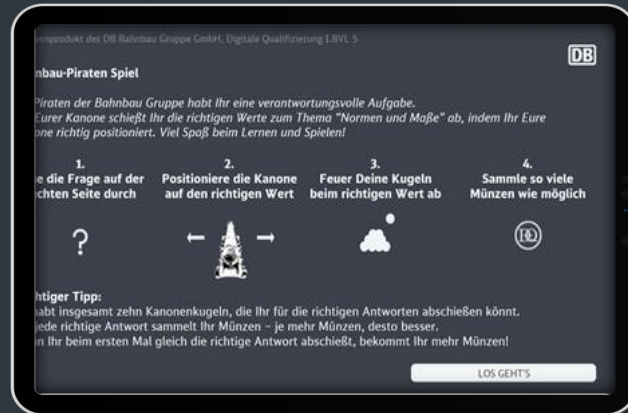 enprodukt der DB Bahnbau Gruppe GmbH, Digitale Qualifizierung I.BVL 5
DB
nbau-Piraten Spiel
Piraten der Bahnbau Gruppe habt Ihr eine verantwortungsvolle Aufgabe.
Eurer Kanone schießt Ihr die richtigen Werte zum Thema "Normen und Maße" ab, indem Ihr Eure
one richtig positioniert. Viel Spaß beim Lernen und Spielen!
1.
e die Frage auf der
chten Seite durch
2.
Positioniere die Kanone
auf den richtigen Wert
3.
Feuer Deine Kugeln
beim richtigen Wert ab
4.
Sammle so viele
Münzen wie möglich
?
htiger Tipp:
abt insgesamt zehn Kanonenkugeln, die Ihr für die richtigen Antworten abschießen könnt.
jede richtige Antwort sammelt Ihr Münzen – je mehr Münzen, desto besser.
n Ihr beim ersten Mal gleich die richtige Antwort abschießt, bekommt Ihr mehr Münzen!
LOS GEHT'S